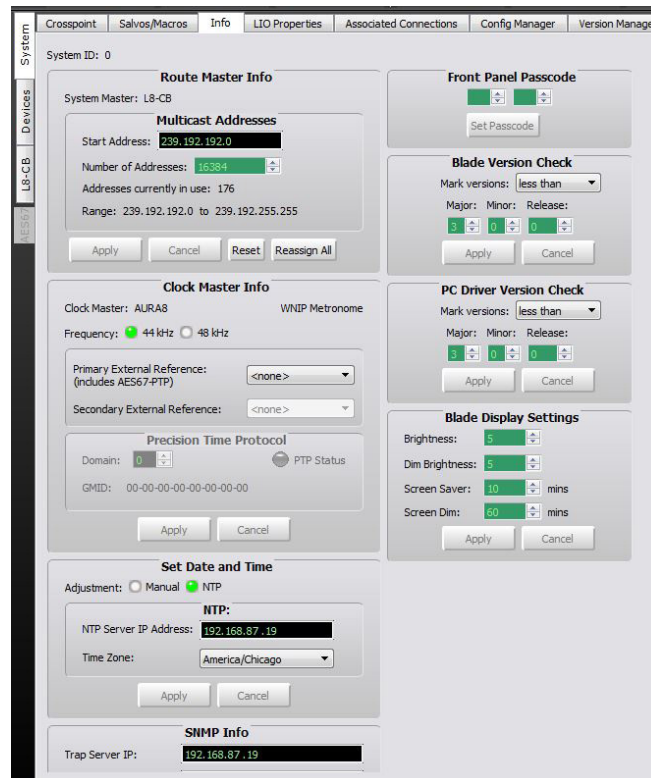 Crosspoint Salvos/Macros Info LIO Properties Associated Connections Config Manager Version Manage
System
Devices
L8-CB
AES67
System ID: 0
Route Master Info
System Master: L8-CB
Multicast Addresses
Start Address: 239.192.192.0
Number of Addresses: 16384
Addresses currently in use: 176
Range: 239.192.192.0 to 239.192.255.255
Apply Cancel Reset Reassign All
Clock Master Info
Clock Master: AURA8 WNIP Metronome
Frequency: 44 kHz 48 kHz
Primary External Reference:
(includes AES67-PTP)
<none>
Secondary External Reference: <none>
Precision Time Protocol
Domain: 0 PTP Status
GMID: 00-00-00-00-00-00-00-00
Apply Cancel
Set Date and Time
Adjustment: Manual NTP
NTP:
NTP Server IP Address: 192.168.87.19
Time Zone: America/Chicago
Apply Cancel
SNMP Info
Trap Server IP: 192.168.87.19
Front Panel Passcode
Set Passcode
Blade Version Check
Mark versions: less than
Major: Minor: Release:
3 0 0
Apply Cancel
PC Driver Version Check
Mark versions: less than
Major: Minor: Release:
3 0 0
Apply Cancel
Blade Display Settings
Brightness: 5
Dim Brightness: 5
Screen Saver: 10 mins
Screen Dim: 60 mins
Apply Cancel